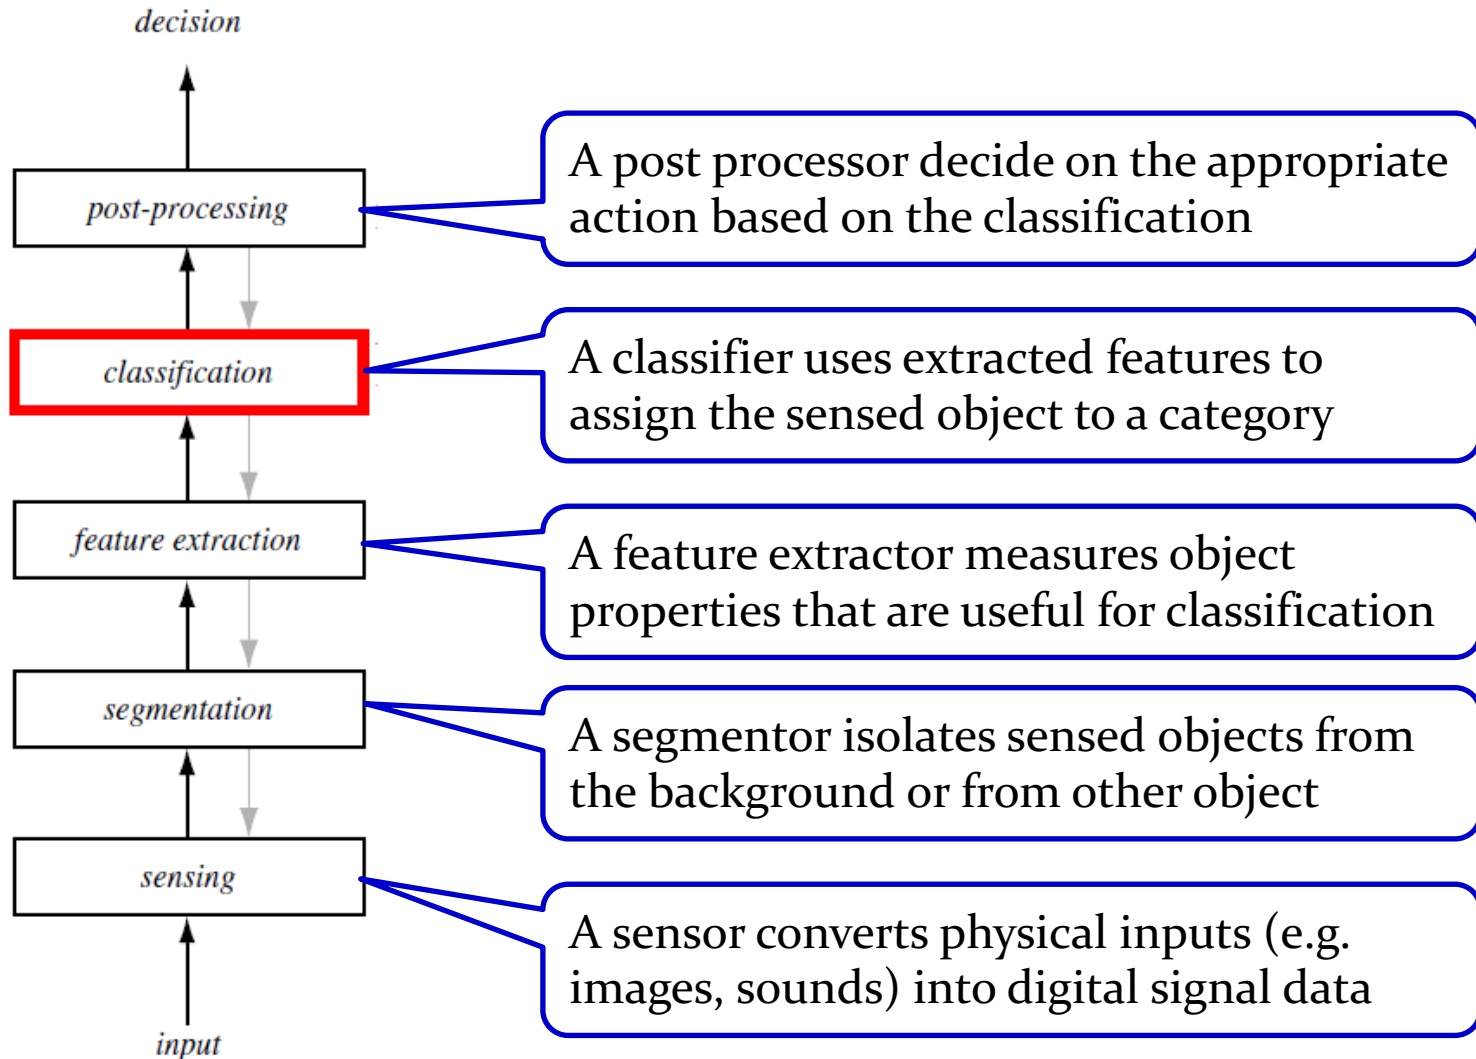 decision
post-processing
A post processor decide on the appropriate
action based on the classification
classification
A classifier uses extracted features to
assign the sensed object to a category
feature extraction
A feature extractor measures object
properties that are useful for classification
segmentation
A segmentor isolates sensed objects from
the background or from other object
sensing
A sensor converts physical inputs (e.g.
images, sounds) into digital signal data
input